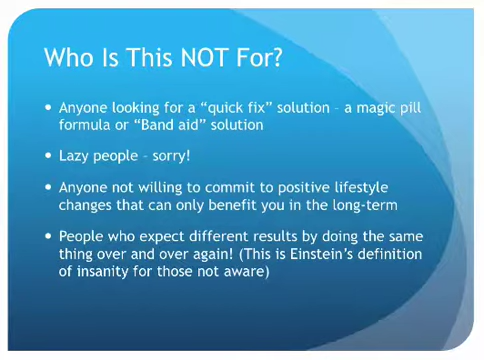 Who Is This NOT For?
• Anyone looking for a “quick fix” solution – a magic pill
formula or “Band aid” solution
• Lazy people – sorry!
• Anyone not willing to commit to positive lifestyle
changes that can only benefit you in the long-term
• People who expect different results by doing the same
thing over and over again! (This is Einstein’s definition
of insanity for those not aware)